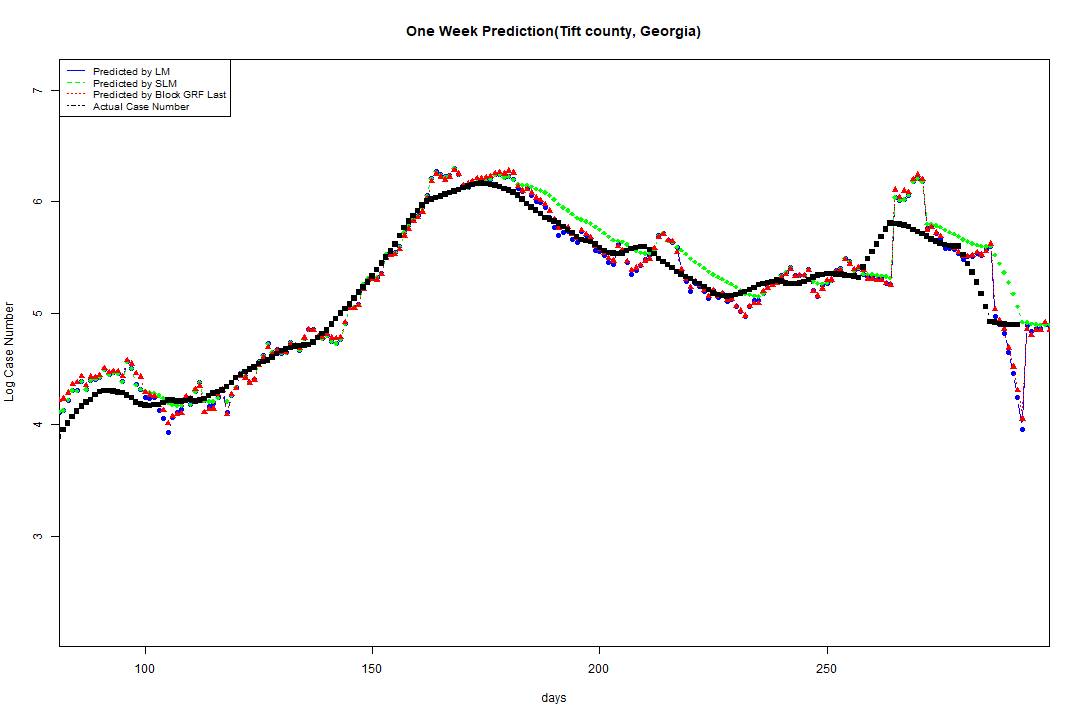 One Week Prediction(Tift county, Georgia)
Predicted by LM
Predicted by SLM
Predicted by Block GRF Last
Actual Case Number
7
6
5
4
3
Log Case Number
100 150 200 250
days